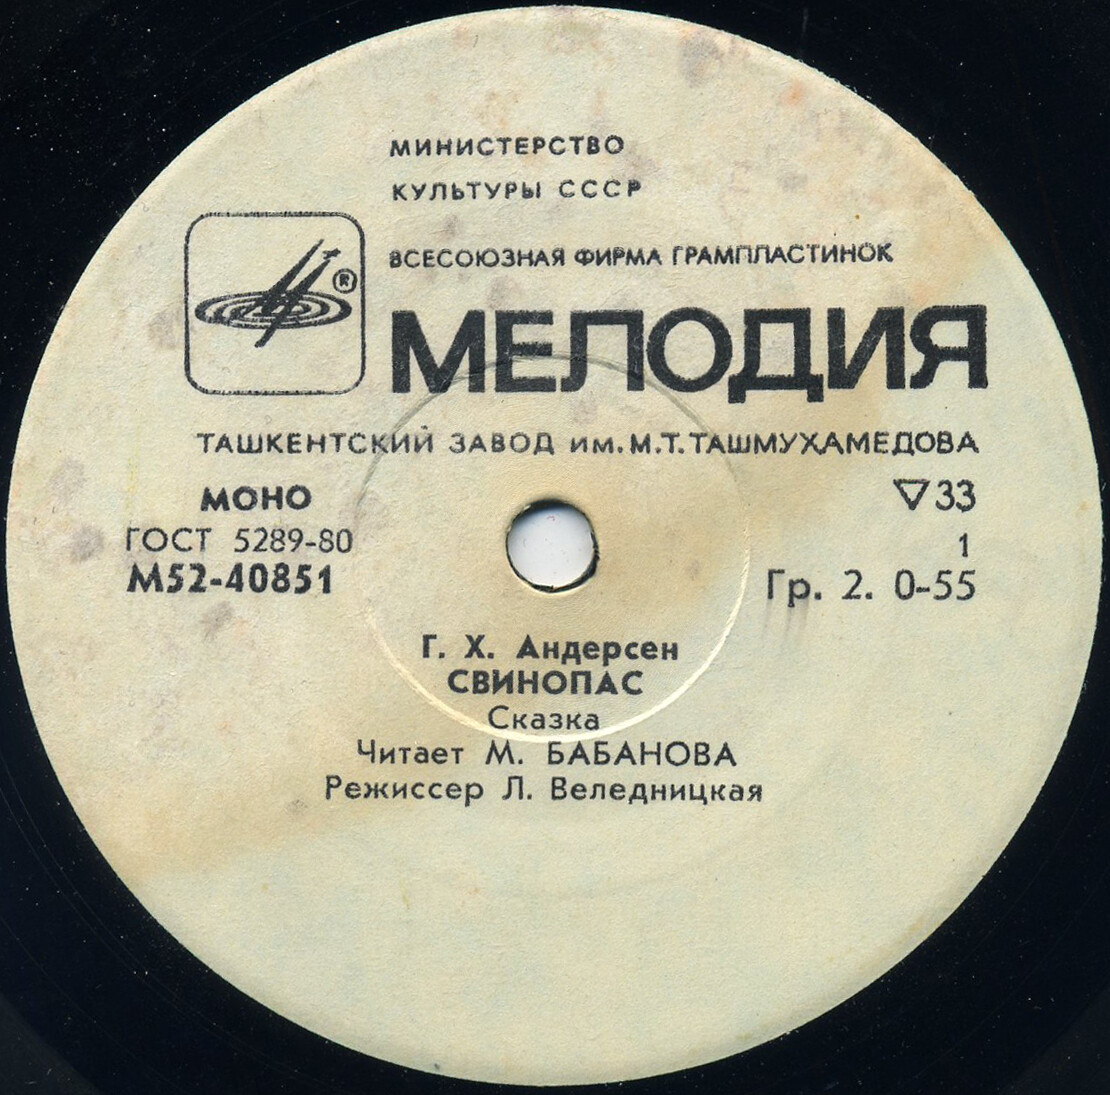 МИНИСТЕРСТВО
КУЛЬТУРЫ СССР
ВСЕСОЮЗНАЯ ФИРМА ГРАМПЛАСТИНОК
®
МЕЛОДИЯ
ТАШКЕНТСКИЙ ЗАВОД ИМ. М.Т. ТАШМУХАМЕДОВА
МОНО
ГОСТ 5289-80
М52-40851
▽33
1
Гр. 2. 0-55
Г. Х. Андерсен
СВИНОПАС
Сказка
Читает М. БАБАНОВА
Режиссер Л. Веледницкая